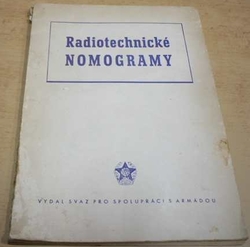 Radiotechnické
NOMOGRAMY
VYDAL SVAZ PRO SPOLUPRÁCI S ARMÁDOU